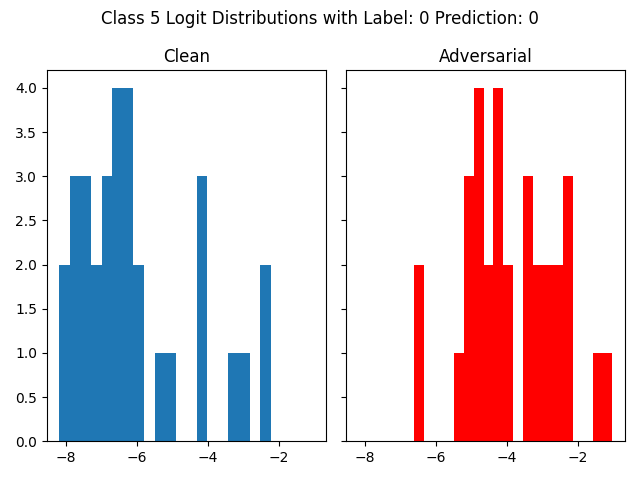 Class 5 Logit Distributions with Label: 0 Prediction: 0
Clean
Adversarial
4.0
3.5
3.0
2.5
2.0
1.5
1.0
0.5
0.0
−8 −6 −4 −2
−8 −6 −4 −2